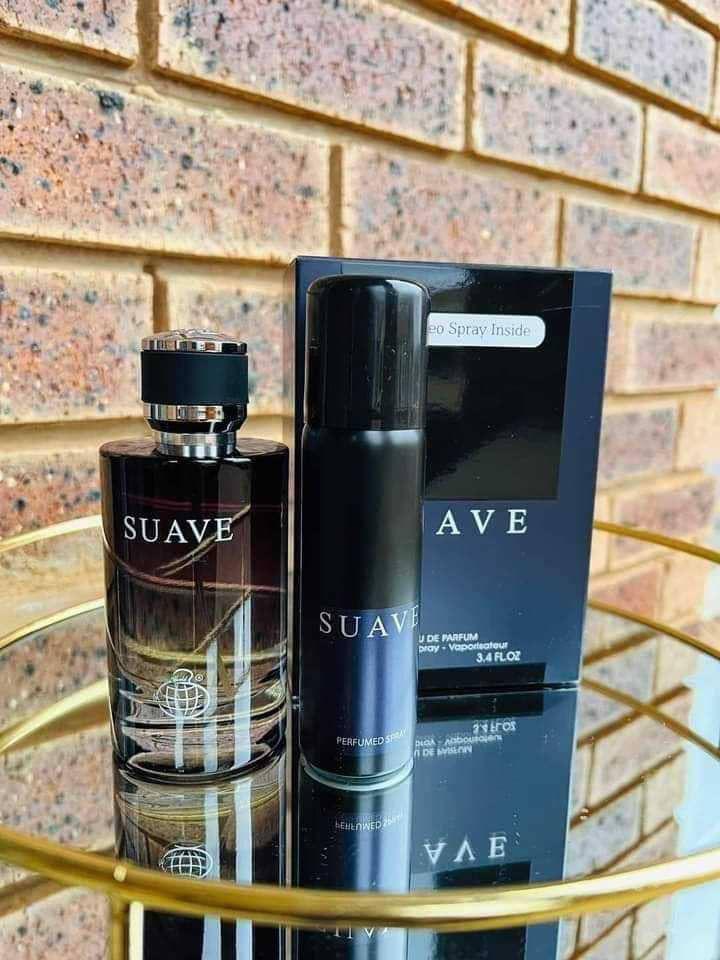 SUAVE
®
SUAVE
PERFUMED SPRAY
eo Spray Inside
AVE
U DE PARFUM
pray - Vaporisateur
3.4 FL.OZ